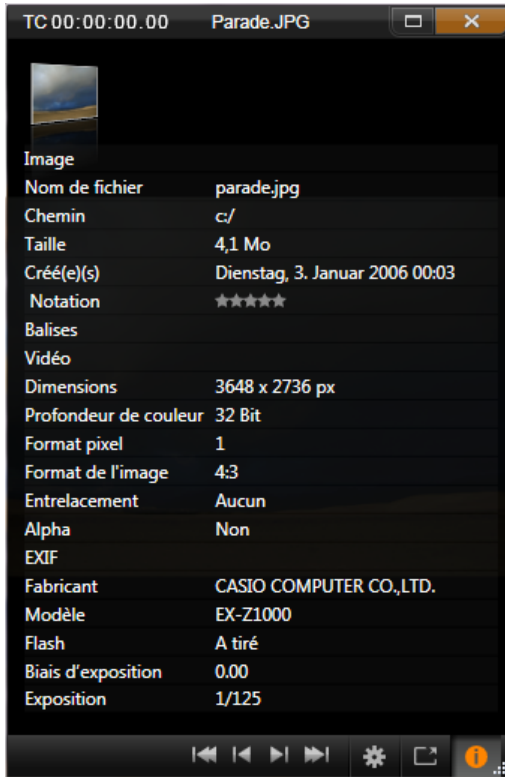 TC 00:00:00.00 Parade.JPG
Image
Nom de fichier parade.jpg
Chemin c:/
Taille 4,1 Mo
Créé(e)(s) Dienstag, 3. Januar 2006 00:03
Notation
Balises
Vidéo
Dimensions 3648 x 2736 px
Profondeur de couleur 32 Bit
Format pixel 1
Format de l'image 4:3
Entrelacement Aucun
Alpha Non
EXIF
Fabricant CASIO COMPUTER CO.,LTD.
Modèle EX-Z1000
Flash A tiré
Biais d'exposition 0.00
Exposition 1/125